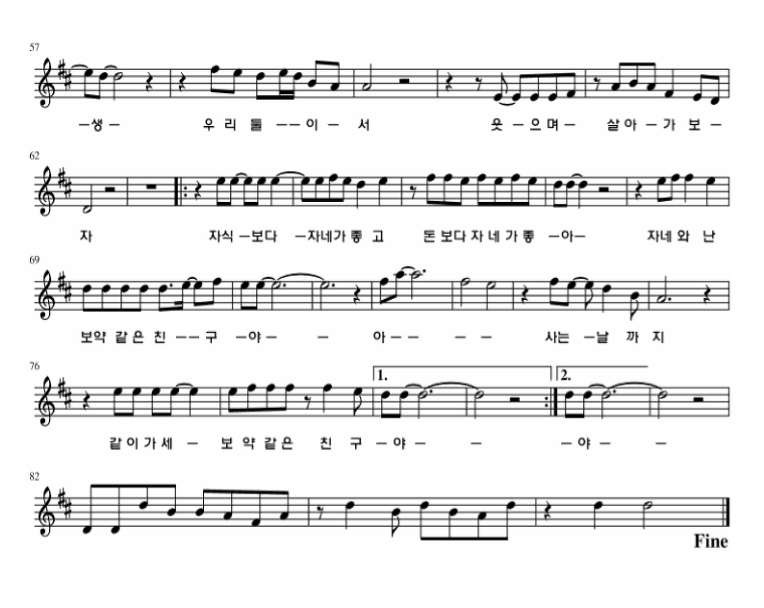 57
－생－ 우 리 둘 －－이－ 서 웃－으며－ 살아－가 보－
62
자 자식－보다 －자네가 좋 고 돈 보다 자 네 가 좋 －아－ 자네 와 난
69
보약 같 은 친 －－ 구 －야－ － 아－－ － － 사는 －날 까 지
76
1. 2.
같 이 가 세 － 보 약 같 은 친 구 －야－ － －야－ －
82
Fine